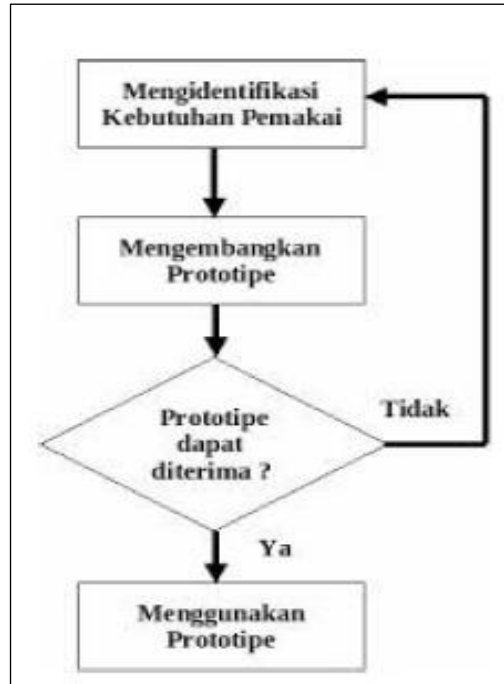 Mengidentifikasi
Kebutuhan Pemakai
Mengembangkan
Prototipe
Prototipe
dapat
diterima ?
Tidak
Ya
Menggunakan
Prototipe